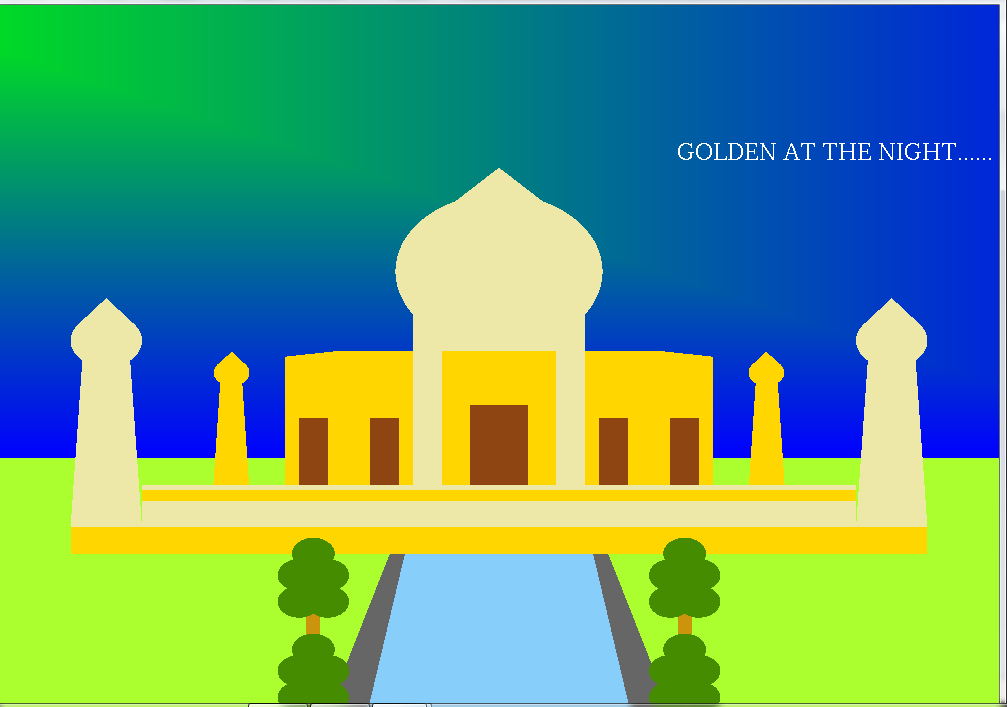 GOLDEN AT THE NIGHT......